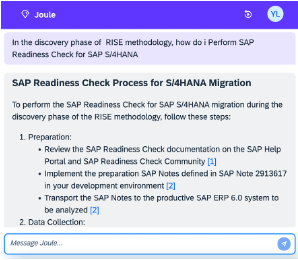 Joule
YL
In the discovery phase of RISE methodology, how do i Perform SAP
Readiness Check for SAP S/4HANA
SAP Readiness Check Process for S/4HANA Migration
To perform the SAP Readiness Check for SAP S/4HANA migration during the
discovery phase of the RISE methodology, follow these steps:
1. Preparation:
• Review the SAP Readiness Check documentation on the SAP Help
Portal and SAP Readiness Check Community [1]
• Implement the preparation SAP Notes defined in SAP Note 2913617
in your development environment [2]
• Transport the SAP Notes to the productive SAP ERP 6.0 system to
be analyzed [2]
2. Data Collection:
Message Joule...